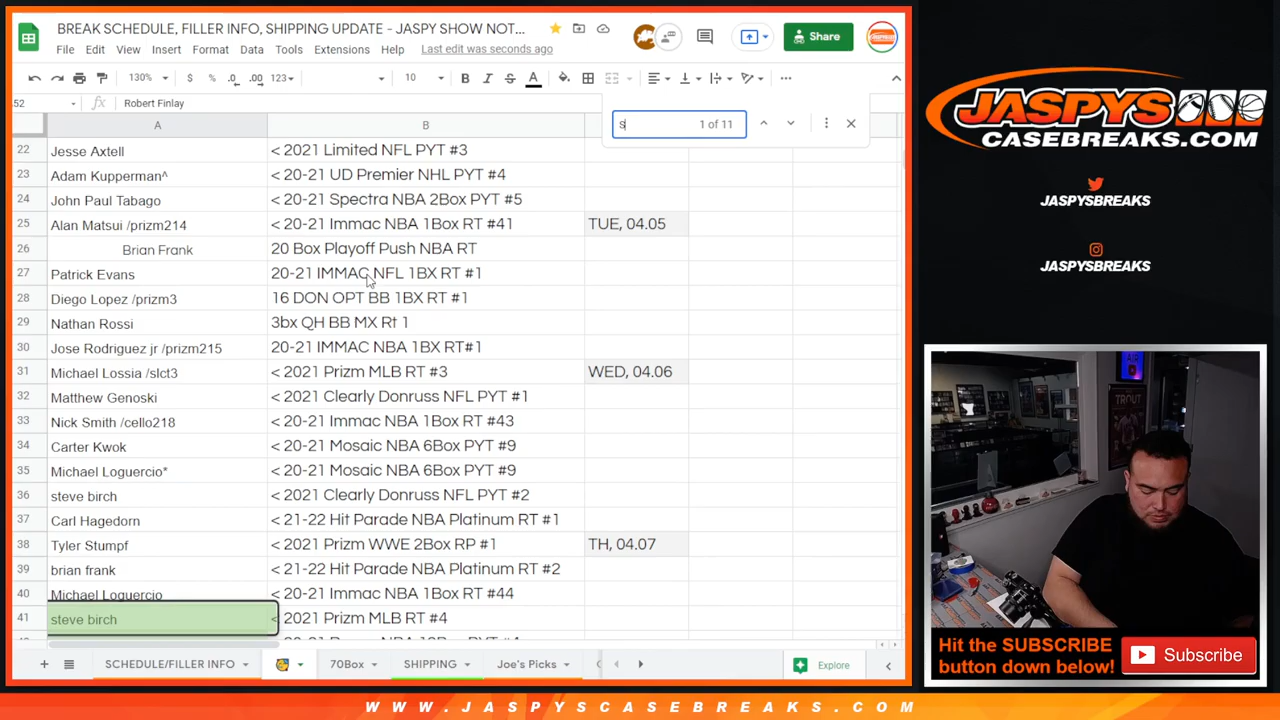 BREAK SCHEDULE, FILLER INFO, SHIPPING UPDATE - JASPY SHOW NOT...
File Edit View Insert Format Data Tools Extensions Help Last edit was seconds ago
Share
130% $ % .0 .00 123 10 B I S A
52 fx Robert Finlay
S 1 of 11
A B
22 Jesse Axtell < 2021 Limited NFL PYT #3
23 Adam Kupperman^ < 20-21 UD Premier NHL PYT #4
24 John Paul Tabago < 20-21 Spectra NBA 2Box PYT #5
25 Alan Matsui /prizm214 < 20-21 Immac NBA 1Box RT #41 TUE, 04.05
26 Brian Frank 20 Box Playoff Push NBA RT
27 Patrick Evans 20-21 IMMAC NFL 1BX RT #1
28 Diego Lopez /prizm3 16 DON OPT BB 1BX RT #1
29 Nathan Rossi 3bx QH BB MX Rt 1
30 Jose Rodriguez jr /prizm215 20-21 IMMAC NBA 1BX RT#1
31 Michael Lossia /slct3 < 2021 Prizm MLB RT #3 WED, 04.06
32 Matthew Genoski < 2021 Clearly Donruss NFL PYT #1
33 Nick Smith /cello218 < 20-21 Immac NBA 1Box RT #43
34 Carter Kwok < 20-21 Mosaic NBA 6Box PYT #9
35 Michael Loguercio* < 20-21 Mosaic NBA 6Box PYT #9
36 steve birch < 2021 Clearly Donruss NFL PYT #2
37 Carl Hagedorn < 21-22 Hit Parade NBA Platinum RT #1
38 Tyler Stumpf < 2021 Prizm WWE 2Box RP #1 TH, 04.07
39 brian frank < 21-22 Hit Parade NBA Platinum RT #2
40 Michael Loguercio < 20-21 Immac NBA 1Box RT #44
41 steve birch < 2021 Prizm MLB RT #4
+ SCHEDULE/FILLER INFO 70Box SHIPPING Joe's Picks Explore
JASPYS
CASEBREAKS.COM
JASPYSBREAKS
JASPYSBREAKS
TROUT
Hit the SUBSCRIBE
button down below!
Subscribe
WWW.JASPYSCASEBREAKS.COM